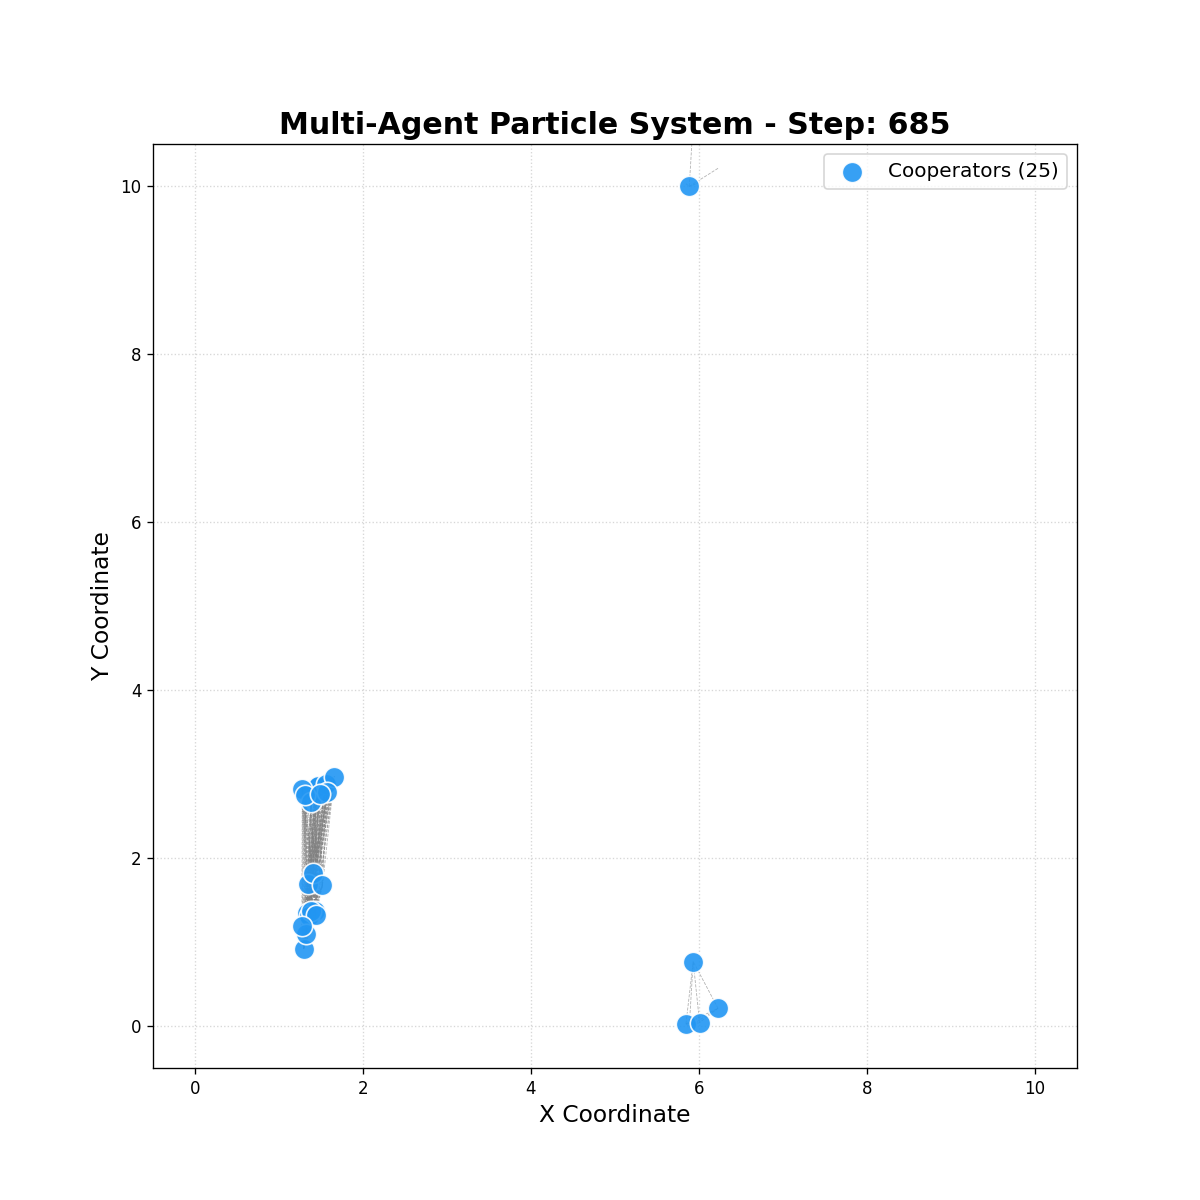 Multi-Agent Particle System - Step: 685
Cooperators (25)
10
8
6
4
2
0
Y Coordinate
0 2 4 6 8 10
X Coordinate